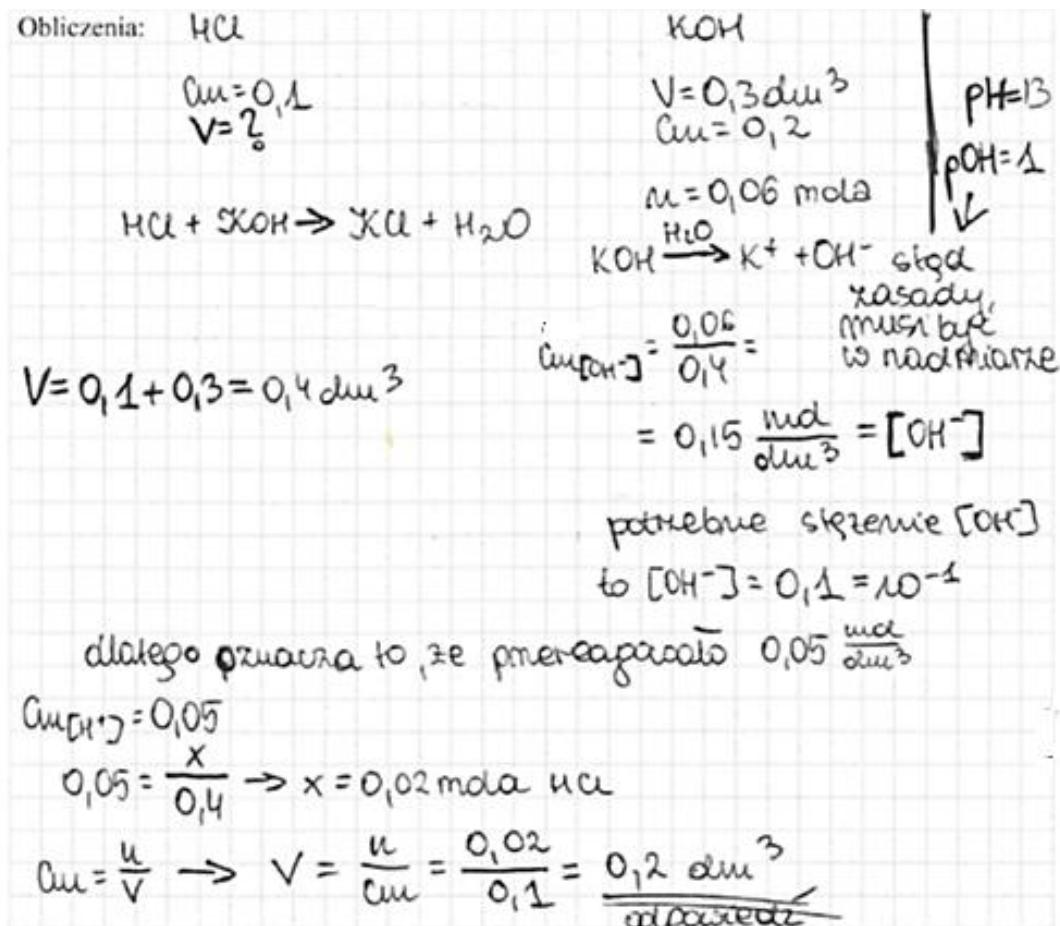 Obliczenia: HCl
Cm = 0,1
V = ?
HCl + KOH → KCl + H₂O
V = 0,1 + 0,3 = 0,4 dm³
KOH
V = 0,3 dm³
Cm = 0,2
n = 0,06 mola
KOH H₂O→ K⁺ + OH⁻
pH=13
pOH=1
stąd
zasady,
musi być
w nadmiarze
Cm[OH⁻] = 0,06/0,4 =
= 0,15 mol/dm³ = [OH⁻]
potrzebne stężenie [OH⁻]
to [OH⁻] = 0,1 = 10⁻¹
dlatego oznacza to, że przereagowało 0,05 mol/dm³
Cm[H⁺] = 0,05
0,05 = x/0,4 → x = 0,02 mola HCl
Cm = n/V → V = n/Cm = 0,02/0,1 = 0,2 dm³
odpowiedź